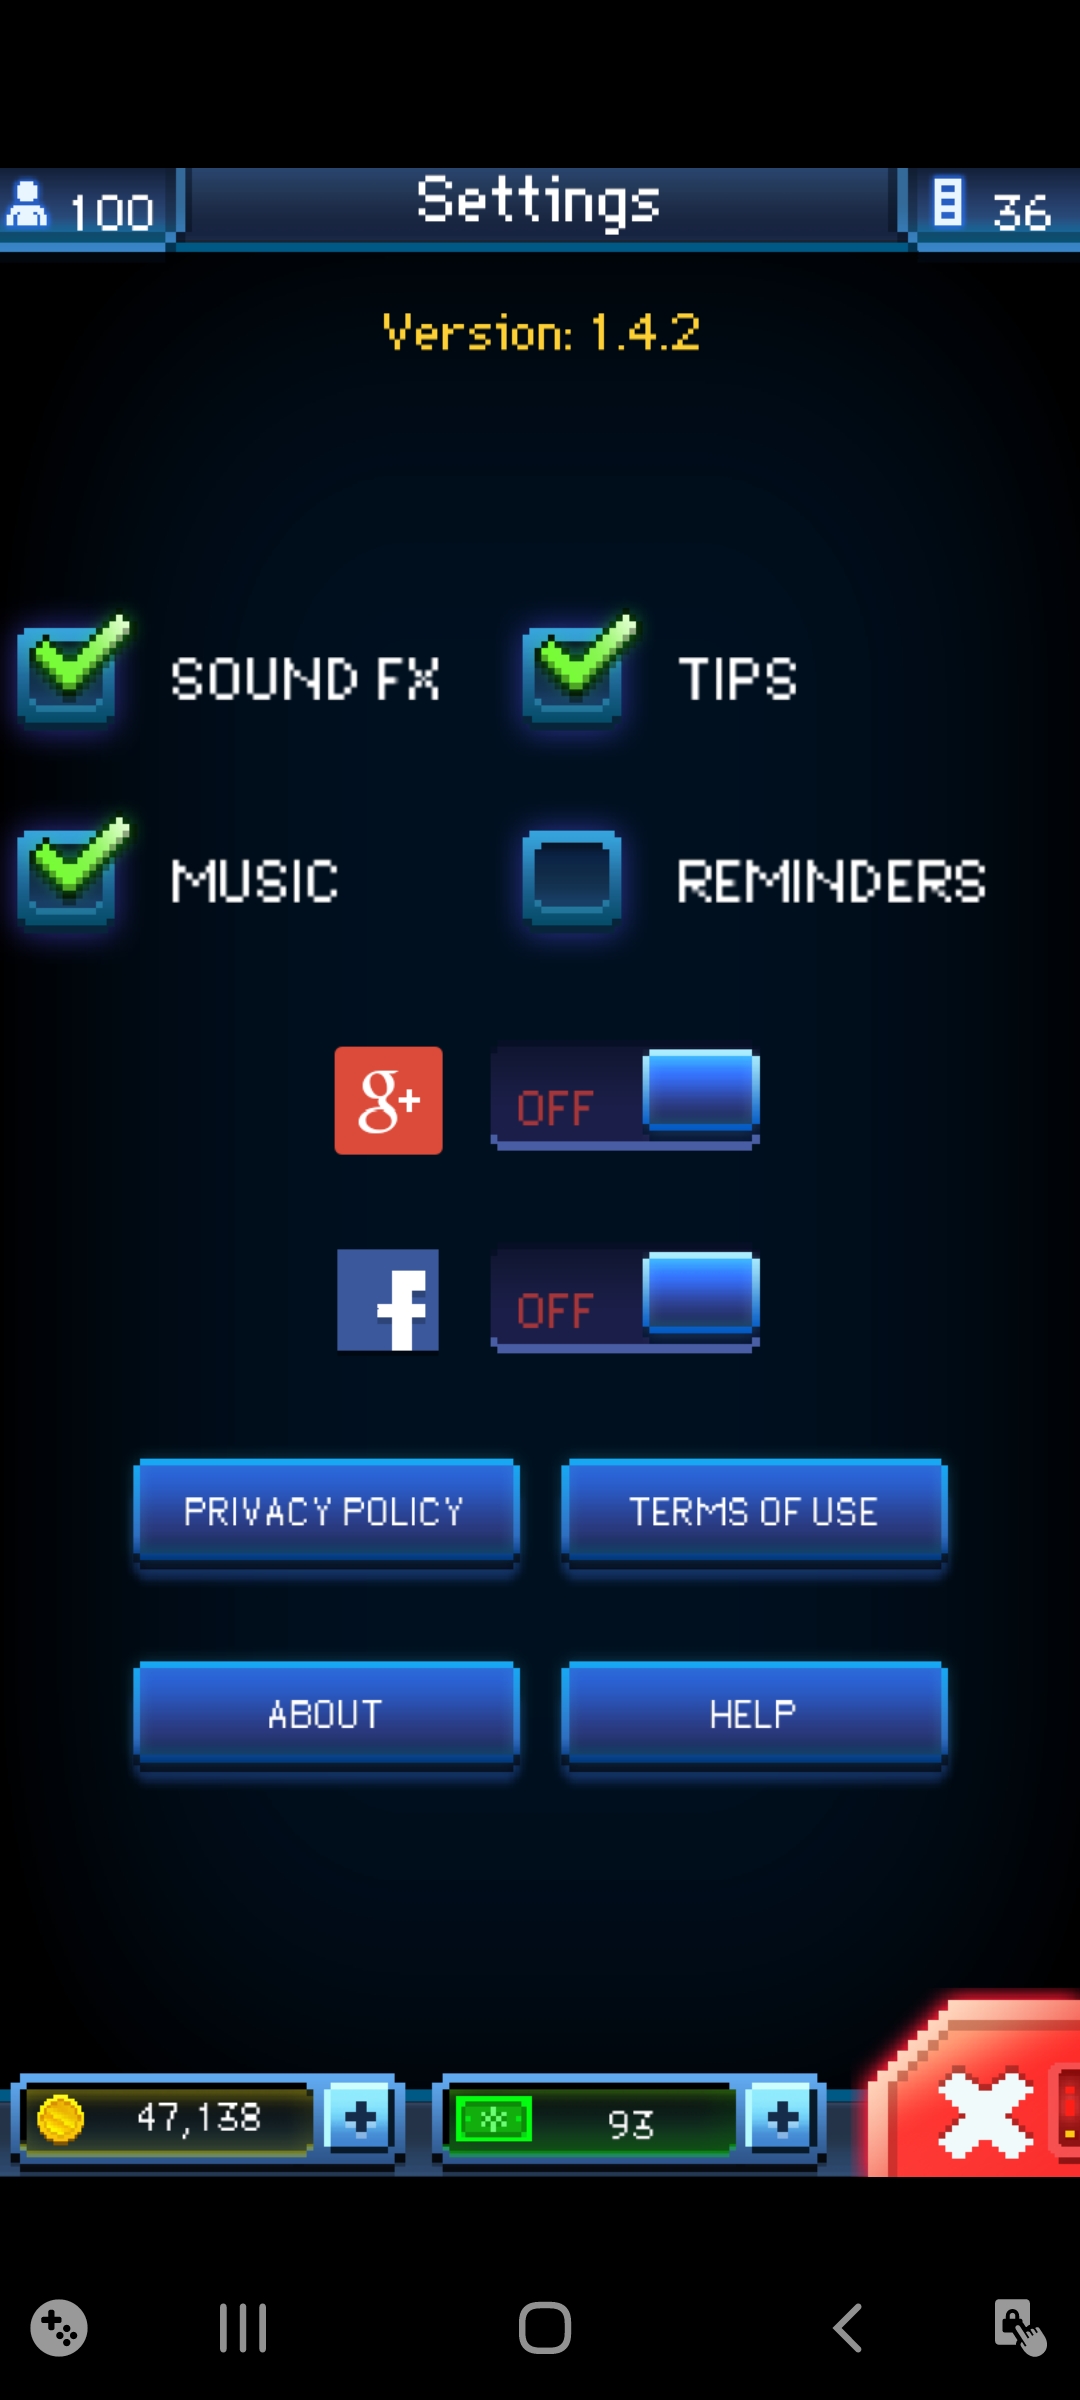 100 Settings 36
Version: 1.4.2
SOUND FX TIPS
MUSIC REMINDERS
g+ OFF
f OFF
PRIVACY POLICY TERMS OF USE
ABOUT HELP
47,138 93